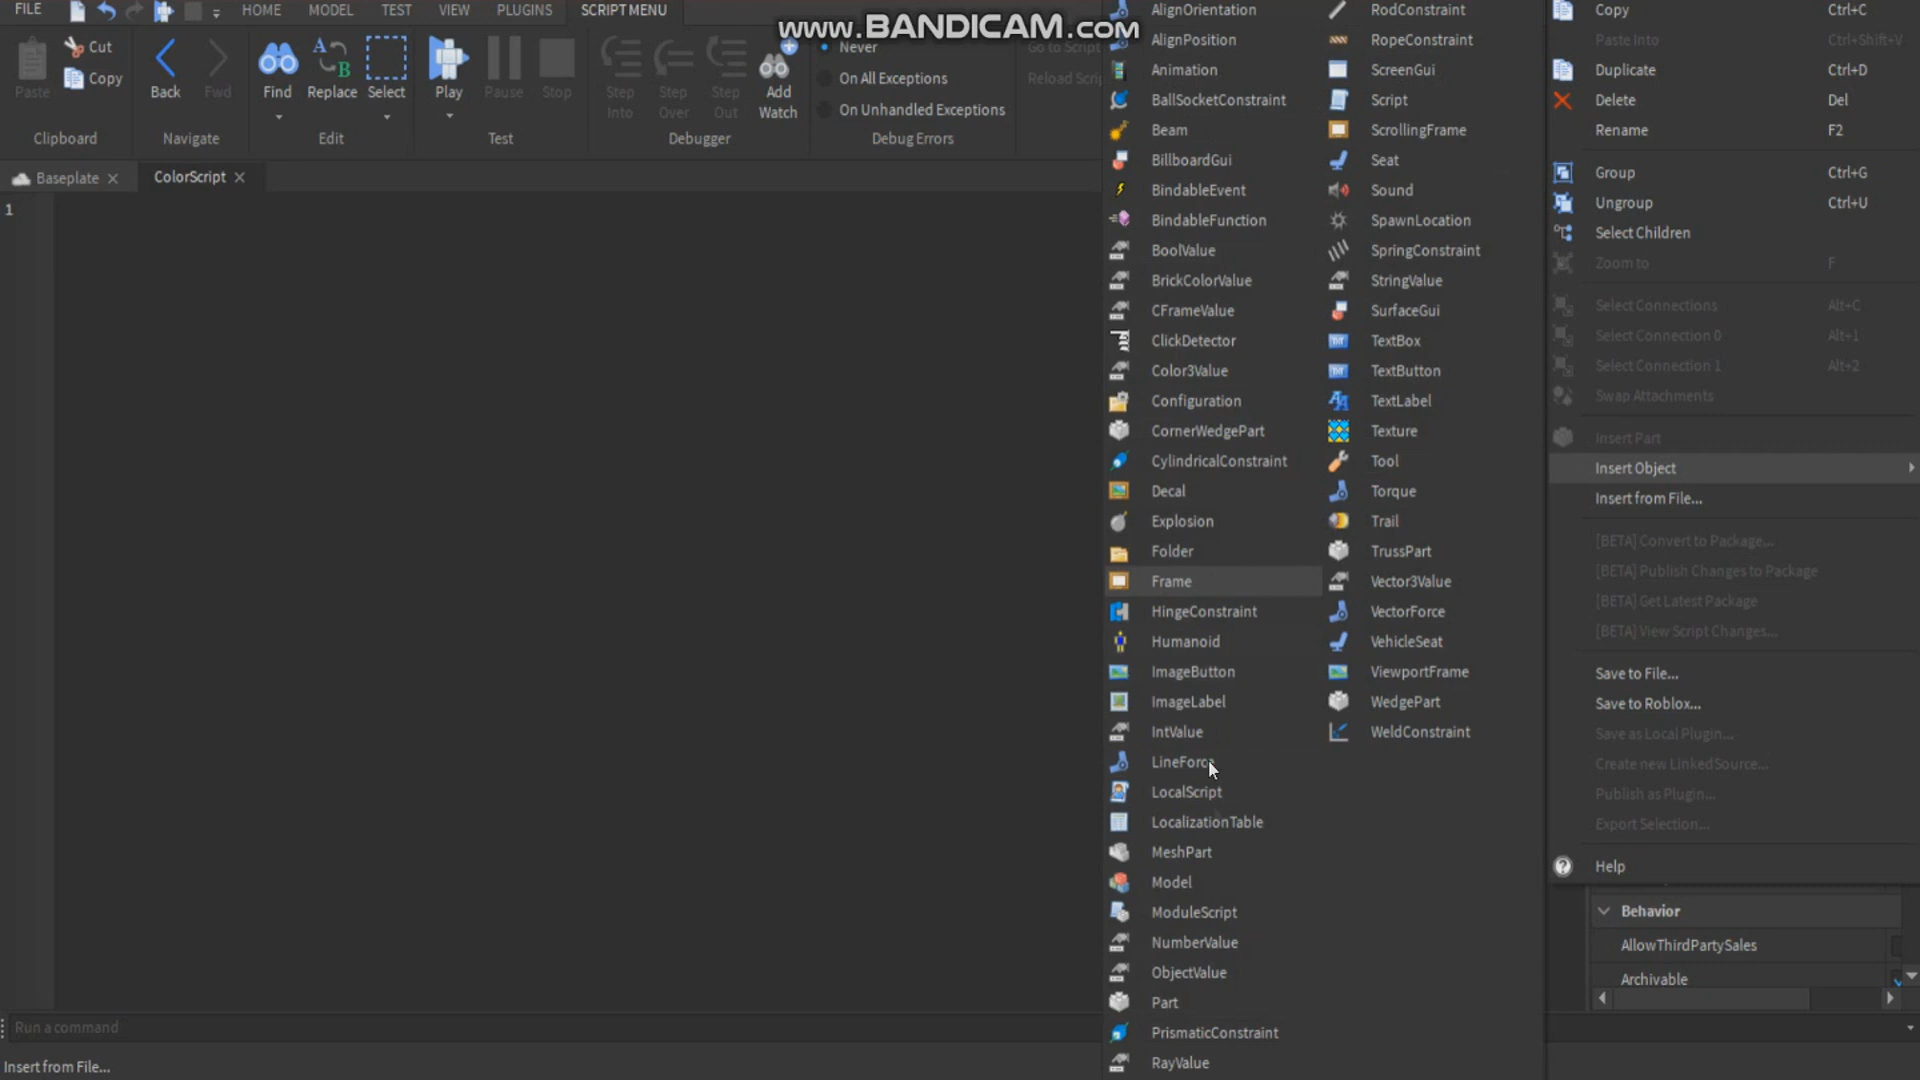 FILE
HOME
MODEL
TEST
VIEW
PLUGINS
SCRIPT MENU
www.BANDICAM.com
Paste
Cut
Copy
Clipboard
Back
Fwd
Navigate
Find
Replace
Select
Edit
Play
Pause
Stop
Test
Step Into
Step Over
Step Out
Add Watch
Debugger
Never
On All Exceptions
On Unhandled Exceptions
Debug Errors
Go to Script
Reload
Baseplate
ColorScript
1
AlignOrientation
AlignPosition
Animation
BallSocketConstraint
Beam
BillboardGui
BindableEvent
BindableFunction
BoolValue
BrickColorValue
CFrameValue
ClickDetector
Color3Value
Configuration
CornerWedgePart
CylindricalConstraint
Decal
Explosion
Folder
Frame
HingeConstraint
Humanoid
ImageButton
ImageLabel
IntValue
LineForce
LocalScript
LocalizationTable
MeshPart
Model
ModuleScript
NumberValue
ObjectValue
Part
PrismaticConstraint
RayValue
RodConstraint
RopeConstraint
ScreenGui
Script
ScrollingFrame
Seat
Sound
SpawnLocation
SpringConstraint
StringValue
SurfaceGui
TextBox
TextButton
TextLabel
Texture
Tool
Torque
Trail
TrussPart
Vector3Value
VectorForce
VehicleSeat
ViewportFrame
WedgePart
WeldConstraint
Copy Ctrl+C
Paste Into Ctrl+Shift+V
Duplicate Ctrl+D
Delete Del
Rename F2
Group Ctrl+G
Ungroup Ctrl+U
Select Children
Zoom to F
Select Connections Alt+C
Select Connection 0 Alt+1
Select Connection 1 Alt+2
Swap Attachments
Insert Part
Insert Object
Insert from File...
[BETA] Convert to Package...
[BETA] Publish Changes to Package
[BETA] Get Latest Package
[BETA] View Script Changes...
Save to File...
Save to Roblox...
Save as Local Plugin...
Create new LinkedSource...
Publish as Plugin...
Export Selection...
Help
Behavior
AllowThirdPartySales
Archivable
Run a command
Insert from File...